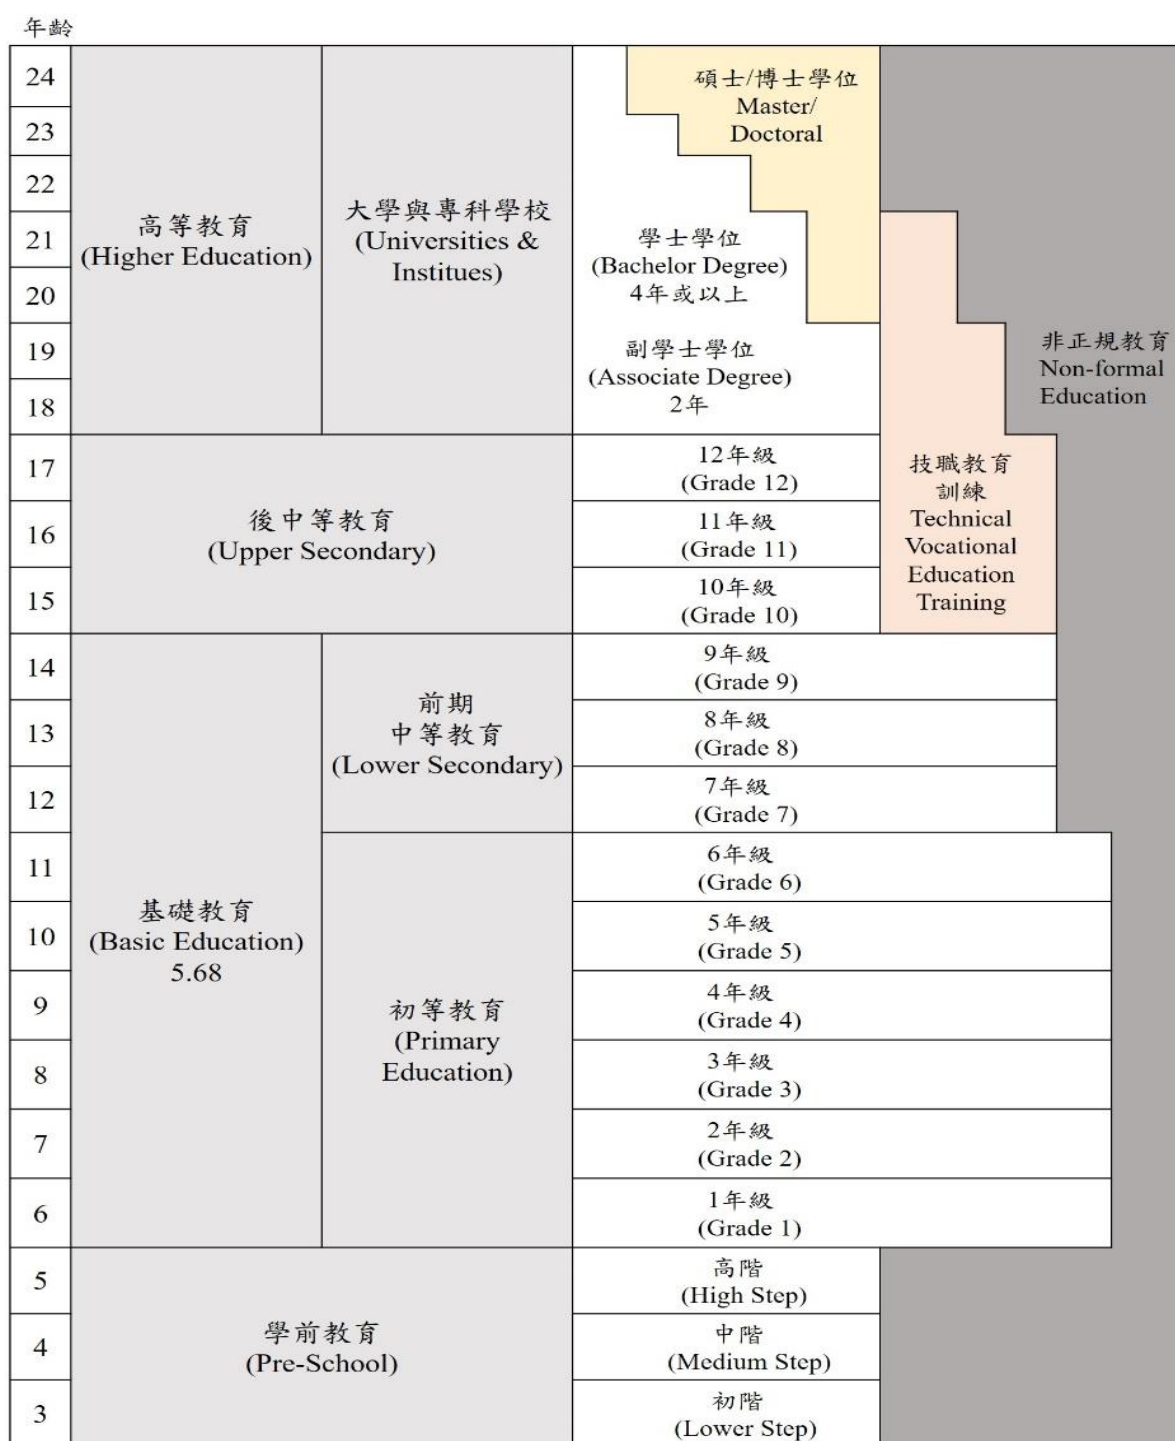 年齡
24
23
22
21
20
19
18
17
16
15
14
13
12
11
10
9
8
7
6
5
4
3
高等教育
(Higher Education)
大學與專科學校
(Universities &
Institues)
後中等教育
(Upper Secondary)
基礎教育
(Basic Education)
5.68
前期
中等教育
(Lower Secondary)
初等教育
(Primary
Education)
學前教育
(Pre-School)
碩士/博士學位
Master/
Doctoral
學士學位
(Bachelor Degree)
4年或以上
副學士學位
(Associate Degree)
2年
12年級
(Grade 12)
11年級
(Grade 11)
10年級
(Grade 10)
9年級
(Grade 9)
8年級
(Grade 8)
7年級
(Grade 7)
6年級
(Grade 6)
5年級
(Grade 5)
4年級
(Grade 4)
3年級
(Grade 3)
2年級
(Grade 2)
1年級
(Grade 1)
高階
(High Step)
中階
(Medium Step)
初階
(Lower Step)
技職教育
訓練
Technical
Vocational
Education
Training
非正規教育
Non-formal
Education